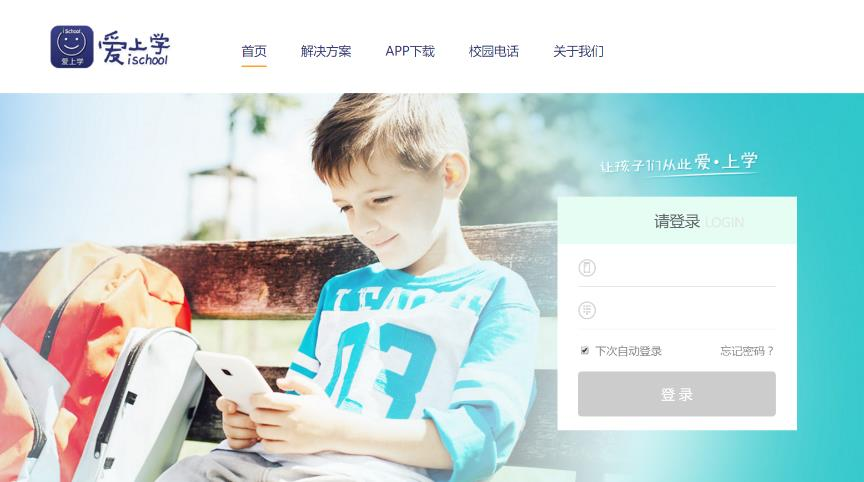 iSchool
爱上学
爱上学
ischool
首页 解决方案 APP下载 校园电话 关于我们
让孩子们从此爱·上学
请登录 LOGIN
下次自动登录 忘记密码？
登 录
LEAGUE
03